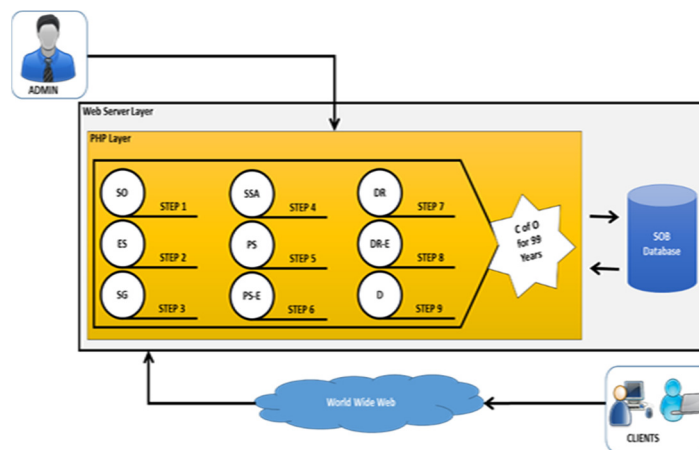 ADMIN
Web Server Layer
PHP Layer
SO
STEP 1
SSA
STEP 4
DR
STEP 7
ES
STEP 2
PS
STEP 5
DR-E
STEP 8
SG
STEP 3
PS-E
STEP 6
D
STEP 9
C of O
for 99
Years
SOB
Database
World Wide Web
CLIENTS